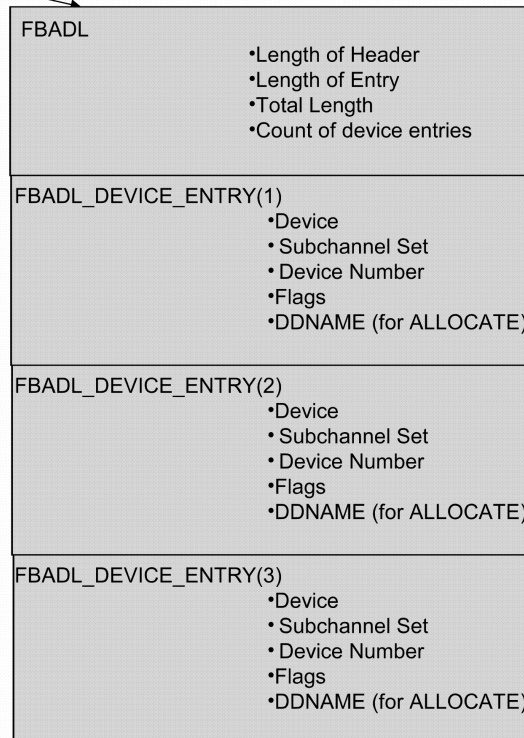 FBADL
•Length of Header
•Length of Entry
•Total Length
•Count of device entries
FBADL_DEVICE_ENTRY(1)
•Device
• Subchannel Set
• Device Number
•Flags
•DDNAME (for ALLOCATE)
FBADL_DEVICE_ENTRY(2)
•Device
• Subchannel Set
• Device Number
•Flags
•DDNAME (for ALLOCATE)
FBADL_DEVICE_ENTRY(3)
•Device
• Subchannel Set
• Device Number
•Flags
•DDNAME (for ALLOCATE)